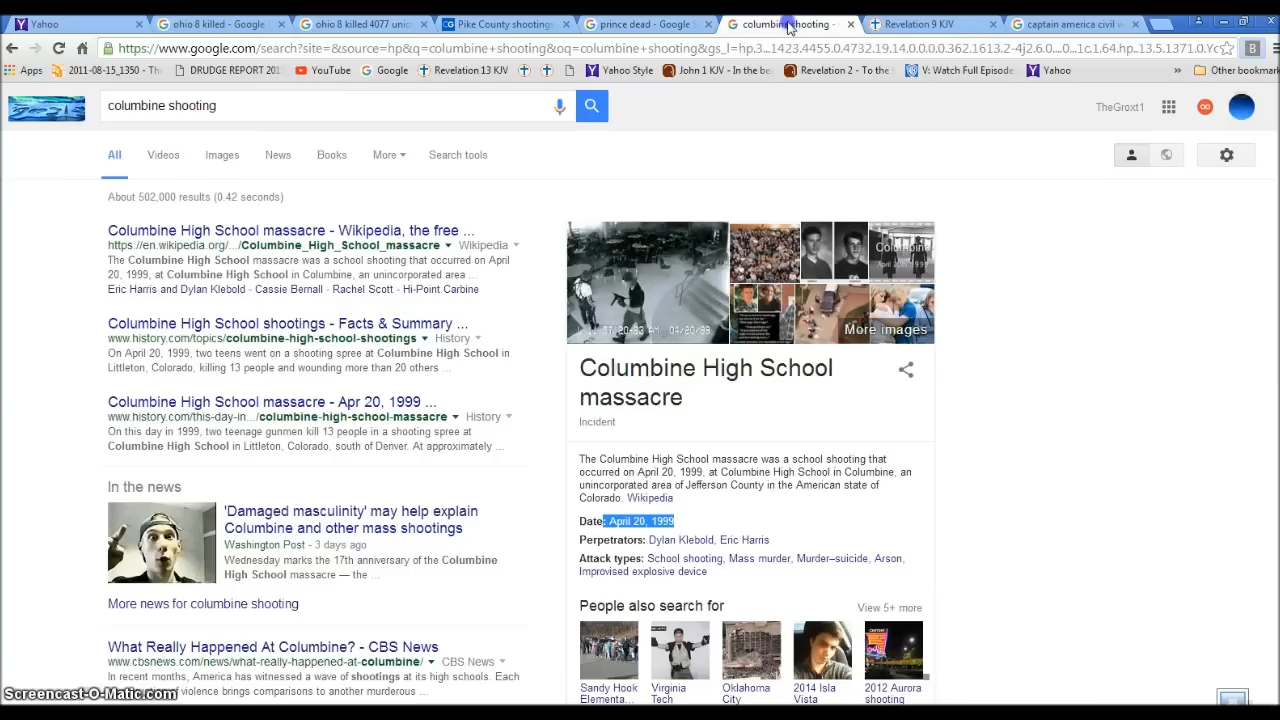 Yahoo
ohio 8 killed - Google S
ohio 8 killed 4077 uni
Pike County shootings
prince dead - Google S
columbine shooting -
Revelation 9 KJV
captain america civil w
https://www.google.com/search?site=&source=hp&q=columbine+shooting&oq=columbine+shooting&gs_l=hp.3...1423.4455.0.4732.19.14.0.0.0.0.362.1613.2-4j2.6.0...0...1c.1.64.hp..13.5.1371.0.Yc
Apps
2011-08-15_1350 - Th
DRUDGE REPORT 201
YouTube
Google
Revelation 13 KJV
Yahoo Style
John 1 KJV - In the be
Revelation 2 - To the
V: Watch Full Episode
Yahoo
»
Other bookmark
columbine shooting
TheGroxt1
All Videos Images News Books More Search tools
About 502,000 results (0.42 seconds)
Columbine High School massacre - Wikipedia, the free ...
https://en.wikipedia.org/.../Columbine_High_School_massacre Wikipedia
The Columbine High School massacre was a school shooting that occurred on April
20, 1999, at Columbine High School in Columbine, an unincorporated area ...
Eric Harris and Dylan Klebold - Cassie Bernall - Rachel Scott - Hi-Point Carbine
Columbine High School shootings - Facts & Summary ...
www.history.com/topics/columbine-high-school-shootings History
On April 20, 1999, two teens went on a shooting spree at Columbine High School in
Littleton, Colorado, killing 13 people and wounding more than 20 others ...
Columbine High School massacre - Apr 20, 1999 ...
www.history.com/this-day-in.../columbine-high-school-massacre History
On this day in 1999, two teenage gunmen kill 13 people in a shooting spree at
Columbine High School in Littleton, Colorado, south of Denver. At approximately ...
In the news
'Damaged masculinity' may help explain
Columbine and other mass shootings
Washington Post - 3 days ago
Wednesday marks the 17th anniversary of the Columbine
High School massacre — the ...
More news for columbine shooting
What Really Happened At Columbine? - CBS News
www.cbsnews.com/news/what-really-happened-at-columbine/ CBS News
In recent months, America has witnessed a wave of shootings at its high schools. Each
violence brings comparisons to another murderous ...
Screencast-O-Matic.com
Columbine
April 20th 1999
04/20/99
More images
Columbine High School
massacre
Incident
The Columbine High School massacre was a school shooting that
occurred on April 20, 1999, at Columbine High School in Columbine, an
unincorporated area of Jefferson County in the American state of
Colorado. Wikipedia
Date: April 20, 1999
Perpetrators: Dylan Klebold, Eric Harris
Attack types: School shooting, Mass murder, Murder–suicide, Arson,
Improvised explosive device
People also search for
View 5+ more
Sandy Hook
Elementa...
Virginia
Tech
Oklahoma
City
2014 Isla
Vista
2012 Aurora
shooting